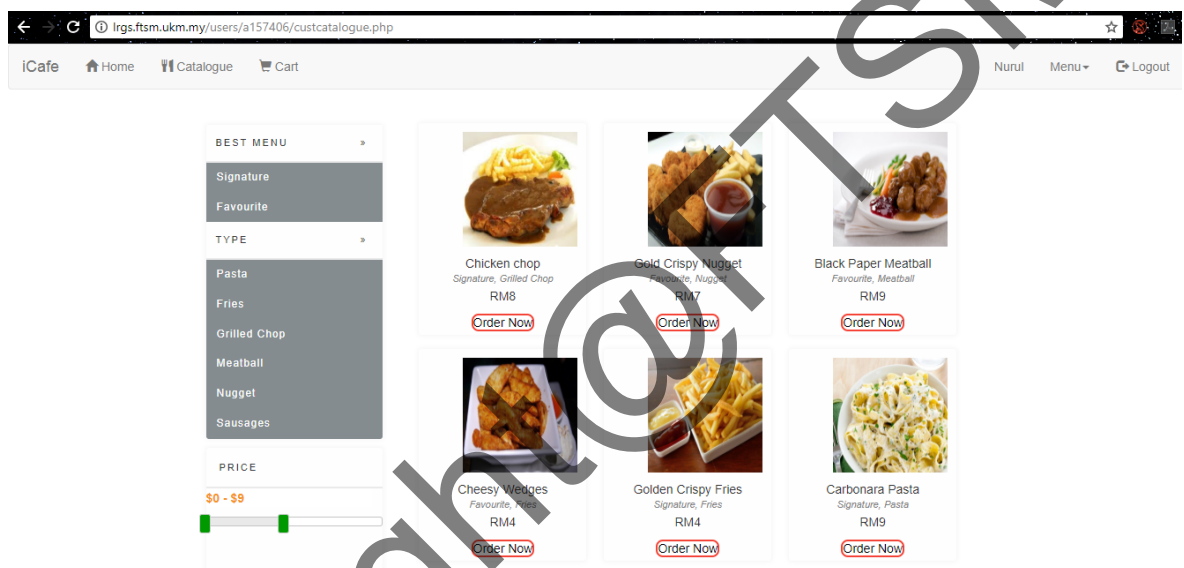 lrgs.ftsm.ukm.my/users/a157406/custcatalogue.php
iCafe Home Catalogue Cart Nurul Menu Logout
BEST MENU »
Signature
Favourite
TYPE »
Pasta
Fries
Grilled Chop
Meatball
Nugget
Sausages
PRICE
$0 - $9
Chicken chop
Signature, Grilled Chop
RM8
Order Now
Gold Crispy Nugget
Favourite, Nugget
RM7
Order Now
Black Paper Meatball
Favourite, Meatball
RM9
Order Now
Cheesy Wedges
Favourite, Fries
RM4
Order Now
Golden Crispy Fries
Signature, Fries
RM4
Order Now
Carbonara Pasta
Signature, Pasta
RM9
Order Now
ght@FTS